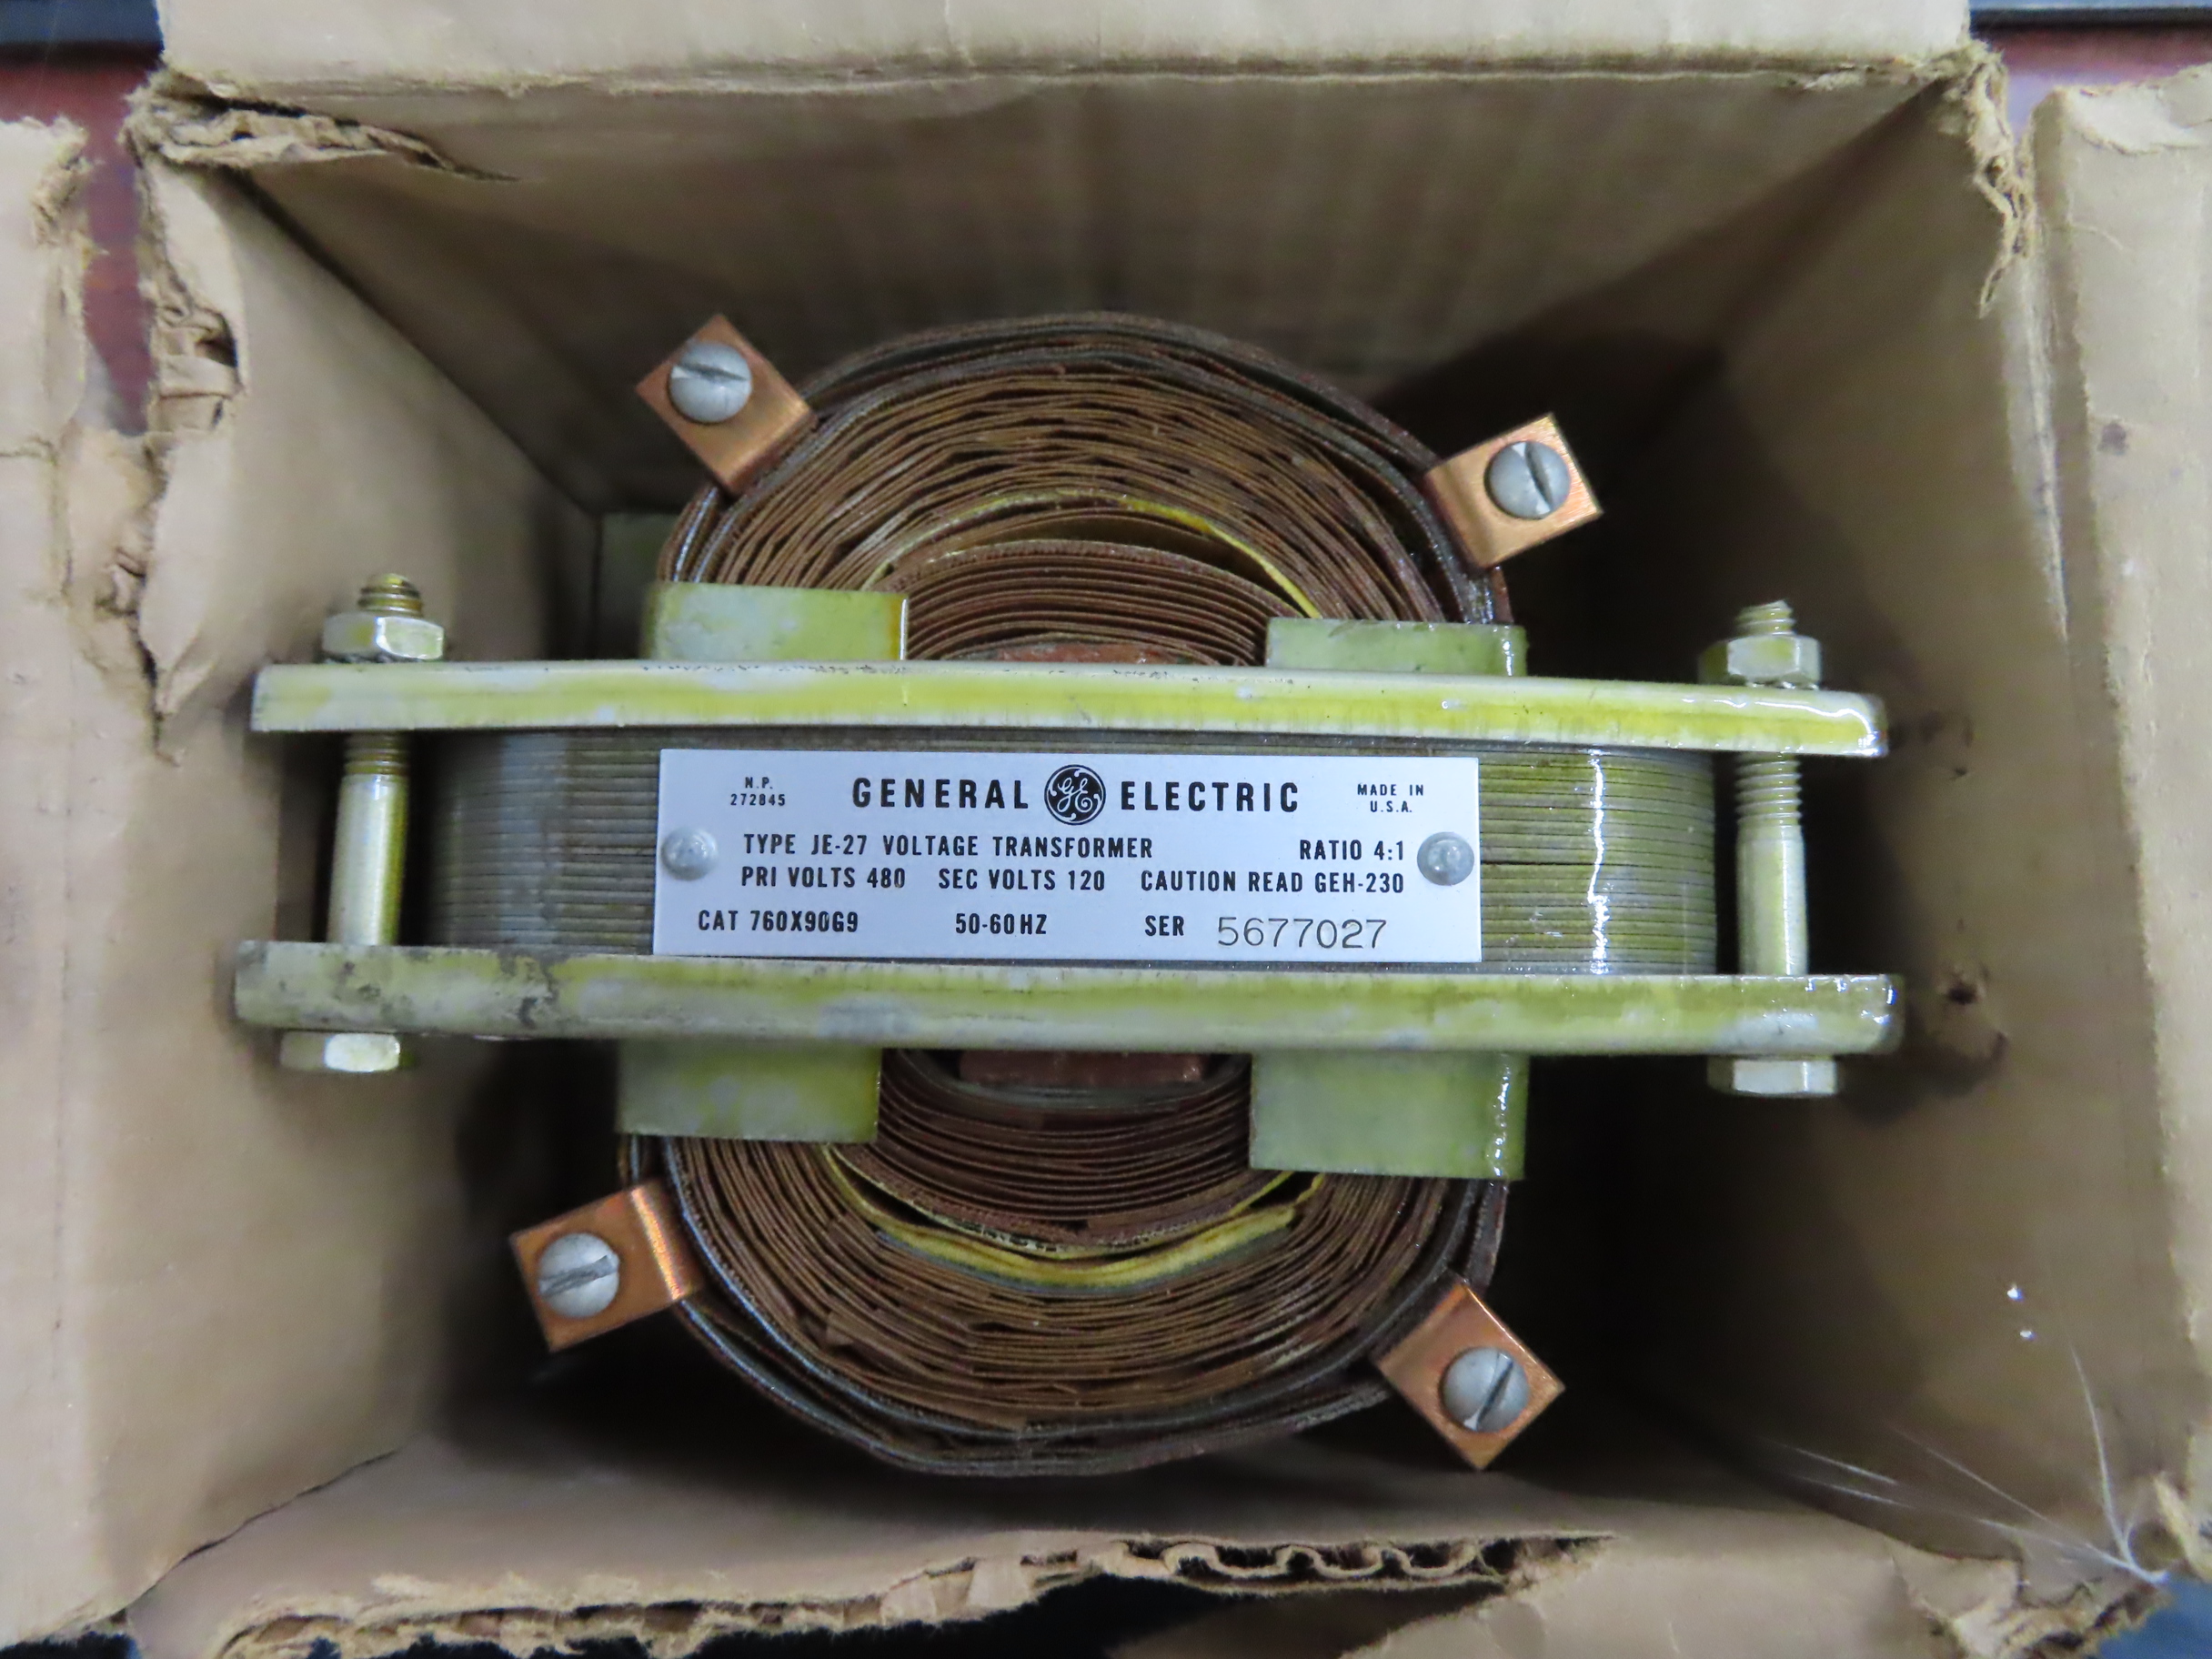 N.P.
272845
GENERAL GE ELECTRIC
MADE IN
U.S.A.
TYPE JE-27 VOLTAGE TRANSFORMER RATIO 4:1
PRI VOLTS 480 SEC VOLTS 120 CAUTION READ GEH-230
CAT 760X90G9 50-60HZ SER 5677027